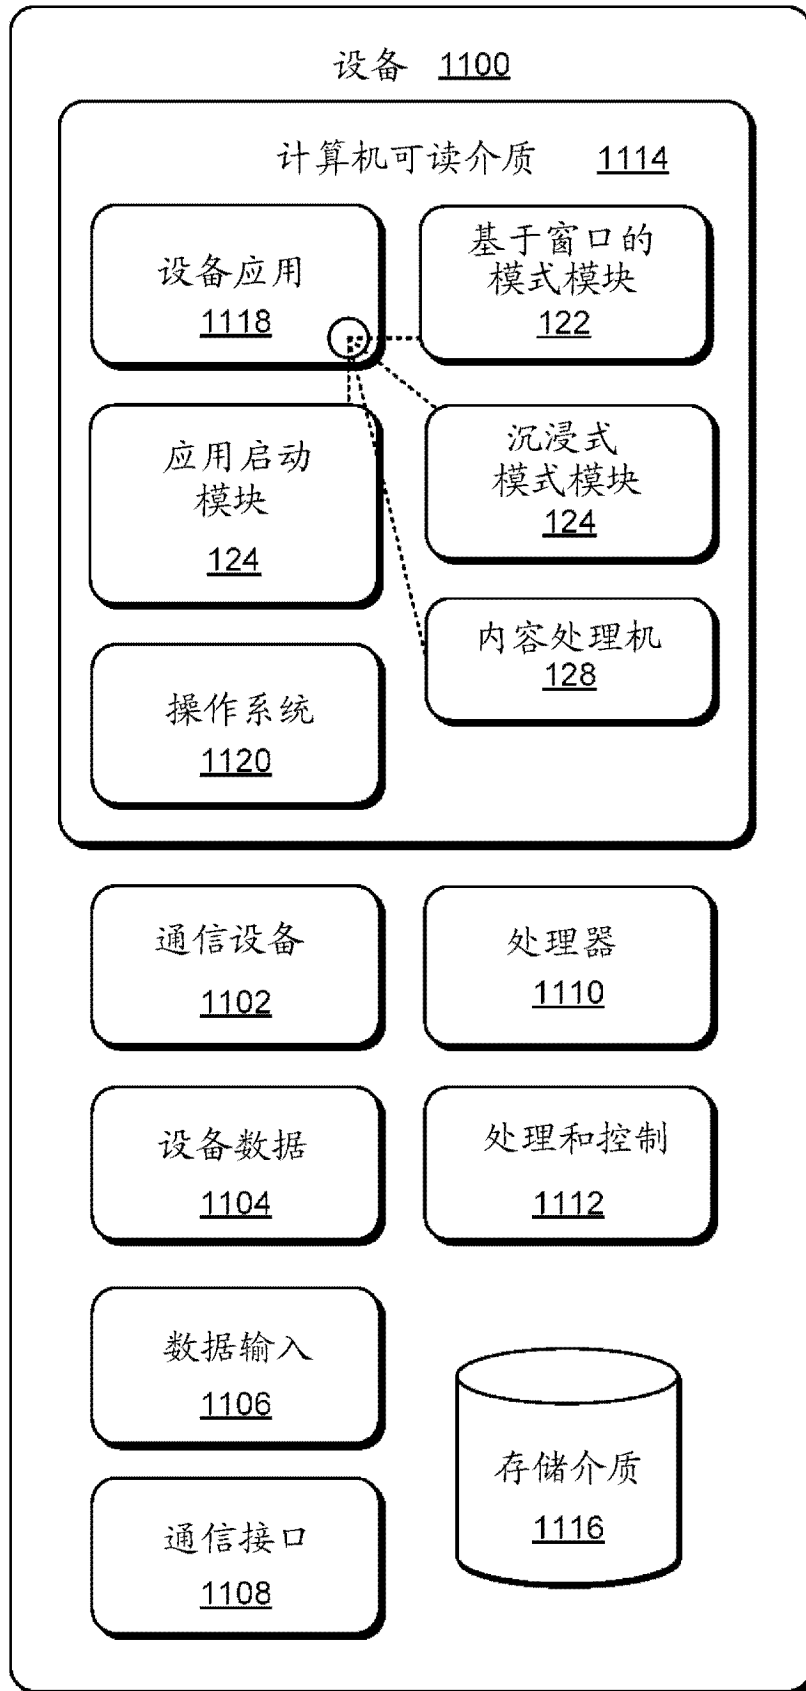 设备 1100
计算机可读介质 1114
设备应用
1118
基于窗口的
模式模块
122
应用启动
模块
124
沉浸式
模式模块
124
内容处理机
128
操作系统
1120
通信设备
1102
处理器
1110
设备数据
1104
处理和控制
1112
数据输入
1106
存储介质
1116
通信接口
1108